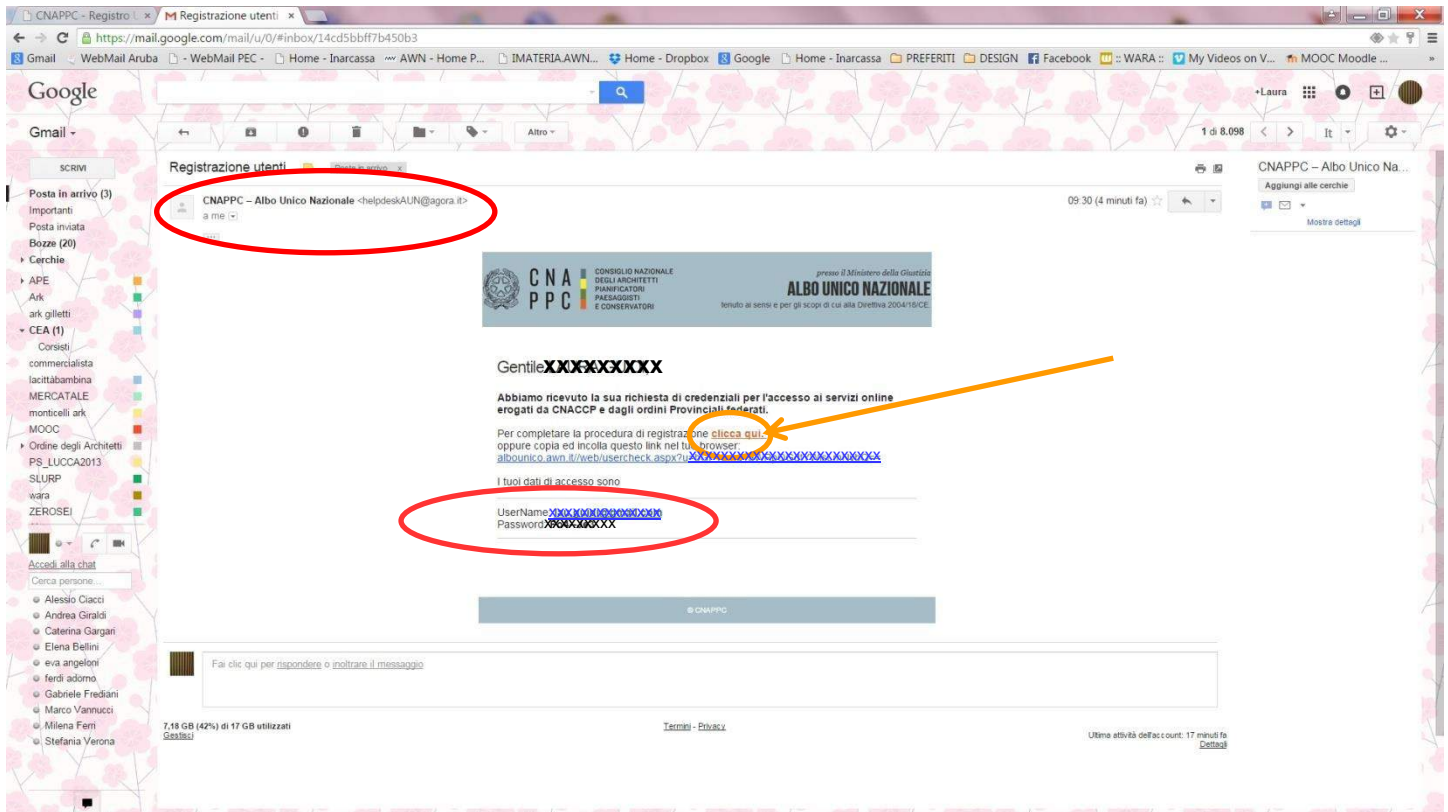 CNAPPC - Registro U
Registrazione utenti
https://mail.google.com/mail/u/0/#inbox/14cd5bbff7b450b3
Gmail WebMail Aruba - WebMail PEC - Home - Inarcassa AWN - Home P... IMATERIA.AWN... Home - Dropbox Google Home - Inarcassa PREFERITI DESIGN Facebook :: WARA :: My Videos on V... MOOC Moodle ... »
Google
+Laura
Gmail
Altro
1 di 8.098
It
SCRIVI
Posta in arrivo (3)
Importanti
Posta inviata
Bozze (20)
Cerchie
APE
Ark
ark gilletti
CEA (1)
Corsisti
commercialista
lacittàbambina
MERCATALE
monticelli ark
MOOC
Ordine degli Architetti
PS_LUCCA2013
SLURP
wara
ZEROSEI
Accedi alla chat
Cerca persone...
Alessio Ciacci
Andrea Giraldi
Caterina Gargari
Elena Bellini
eva angeloni
ferdi adorno
Gabriele Frediani
Marco Vannucci
Milena Ferri
Stefania Verona
Registrazione utenti
Posta in arrivo x
CNAPPC – Albo Unico Nazionale <helpdeskAUN@agora.it>
a me
09:30 (4 minuti fa)
CNAPPC – Albo Unico Na...
Aggiungi alle cerchie
Mostra dettagli
CNA
PPC
CONSIGLIO NAZIONALE
DEGLI ARCHITETTI
PIANIFICATORI
PAESAGGISTI
E CONSERVATORI
presso il Ministero della Giustizia
ALBO UNICO NAZIONALE
tenuto ai sensi e per gli scopi di cui alla Direttiva 2004/18/CE.
Gentile XXXXXXXXX
Abbiamo ricevuto la sua richiesta di credenziali per l'accesso ai servizi online
erogati da CNACCP e dagli ordini Provinciali federati.
Per completare la procedura di registrazione clicca qui.
oppure copia ed incolla questo link nel tuo browser:
albounico.awn.it//web/usercheck.aspx?u
I tuoi dati di accesso sono
UserName
Password
© CNAPPC
Fai clic qui per rispondere o inoltrare il messaggio
7,18 GB (42%) di 17 GB utilizzati
Gestisci
Termini - Privacy
Ultima attività dell'account: 17 minuti fa
Dettagli